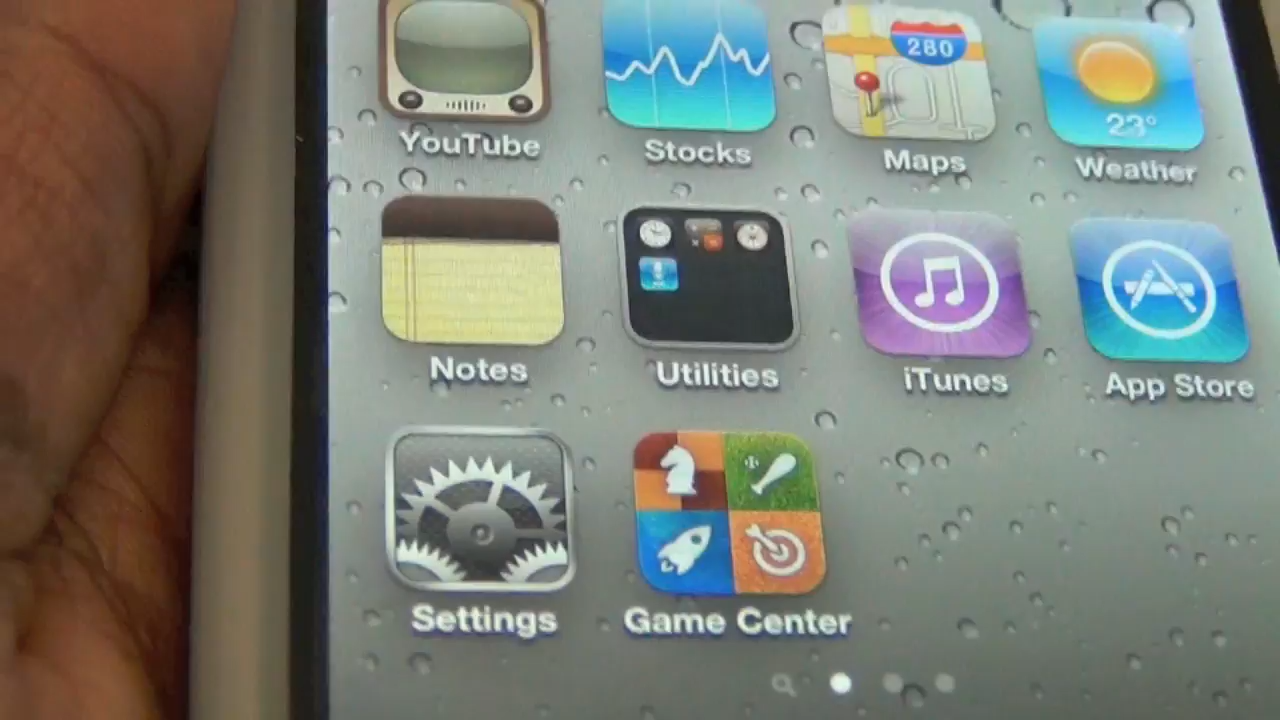 280
23°
YouTube
Stocks
Maps
Weather
Notes
Utilities
iTunes
App Store
Settings
Game Center